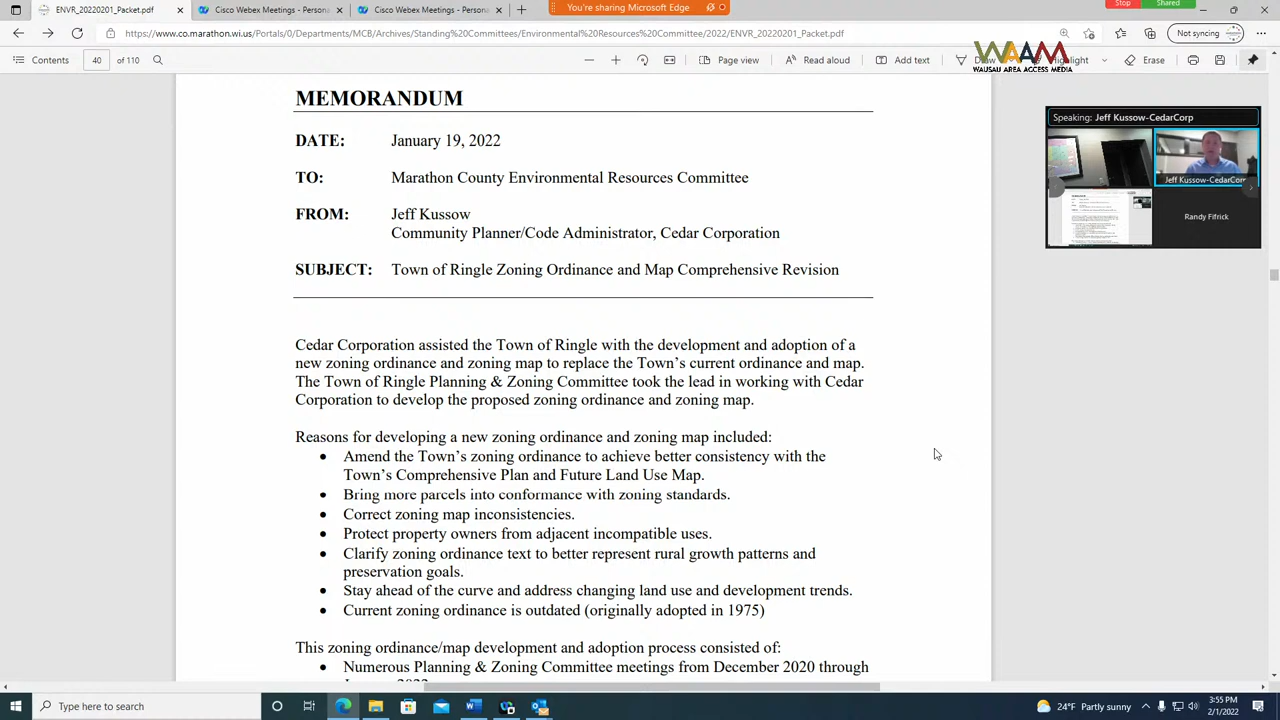 ENVR_20220201_Packet.pdf
Cisco Webex Meetings - Persona
Cisco Webex Meetings - Persona
You're sharing Microsoft Edge
Stop
Shared
https://www.co.marathon.wi.us/Portals/0/Departments/MCB/Archives/Standing%20Committees/Environmental%20Resources%20Committee/2022/ENVR_20220201_Packet.pdf
Not syncing
Contents
40
of 110
Page view
Read aloud
Add text
Highlight
Erase
WAAM
WAUSAU AREA ACCESS MEDIA
MEMORANDUM
DATE: January 19, 2022
TO: Marathon County Environmental Resources Committee
FROM: Jeff Kussow
Community Planner/Code Administrator, Cedar Corporation
SUBJECT: Town of Ringle Zoning Ordinance and Map Comprehensive Revision
Cedar Corporation assisted the Town of Ringle with the development and adoption of a
new zoning ordinance and zoning map to replace the Town's current ordinance and map.
The Town of Ringle Planning & Zoning Committee took the lead in working with Cedar
Corporation to develop the proposed zoning ordinance and zoning map.
Reasons for developing a new zoning ordinance and zoning map included:
• Amend the Town's zoning ordinance to achieve better consistency with the
Town's Comprehensive Plan and Future Land Use Map.
• Bring more parcels into conformance with zoning standards.
• Correct zoning map inconsistencies.
• Protect property owners from adjacent incompatible uses.
• Clarify zoning ordinance text to better represent rural growth patterns and
preservation goals.
• Stay ahead of the curve and address changing land use and development trends.
• Current zoning ordinance is outdated (originally adopted in 1975)
This zoning ordinance/map development and adoption process consisted of:
• Numerous Planning & Zoning Committee meetings from December 2020 through
Speaking: Jeff Kussow-CedarCorp
Jeff Kussow-CedarCorp
Randy Fifrick
Type here to search
24°F Partly sunny
3:55 PM
2/1/2022